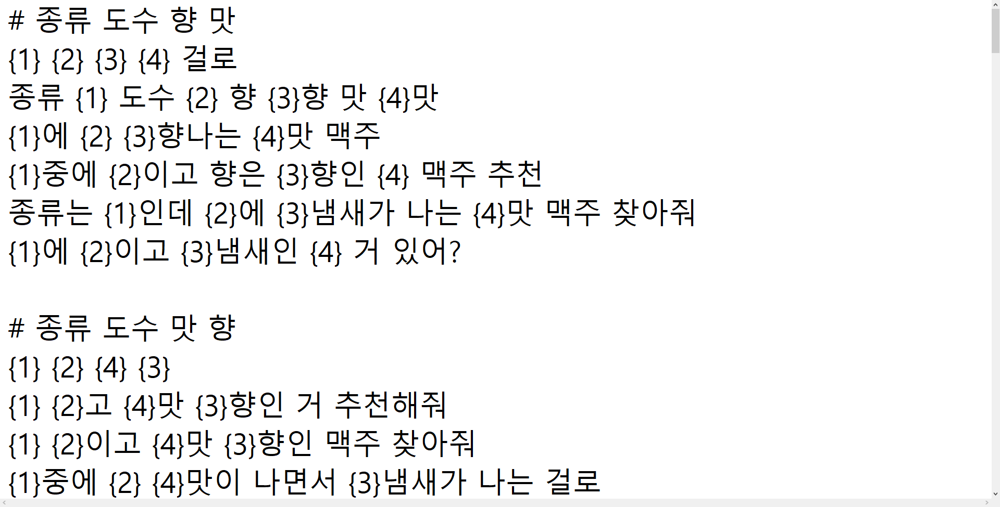 # 종류 도수 향 맛
{1} {2} {3} {4} 걸로
종류 {1} 도수 {2} 향 {3}향 맛 {4}맛
{1}에 {2} {3}향나는 {4}맛 맥주
{1}중에 {2}이고 향은 {3}향인 {4} 맥주 추천
종류는 {1}인데 {2}에 {3}냄새가 나는 {4}맛 맥주 찾아줘
{1}에 {2}이고 {3}냄새인 {4} 거 있어?
# 종류 도수 맛 향
{1} {2} {4} {3}
{1} {2}고 {4}맛 {3}향인 거 추천해줘
{1} {2}이고 {4}맛 {3}향인 맥주 찾아줘
{1}중에 {2} {4}맛이 나면서 {3}냄새가 나는 걸로